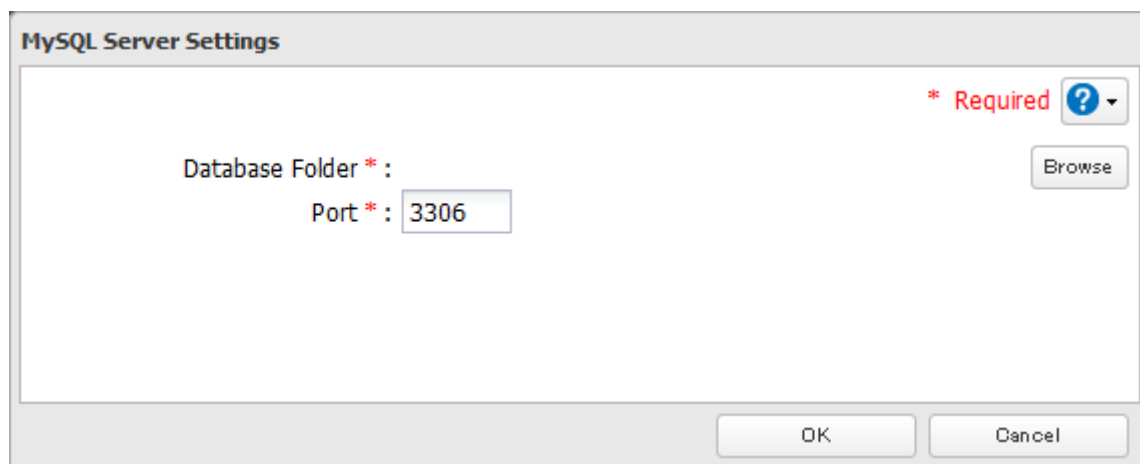 MySQL Server Settings
* Required ?
Database Folder * : Browse
Port * : 3306
OK Cancel